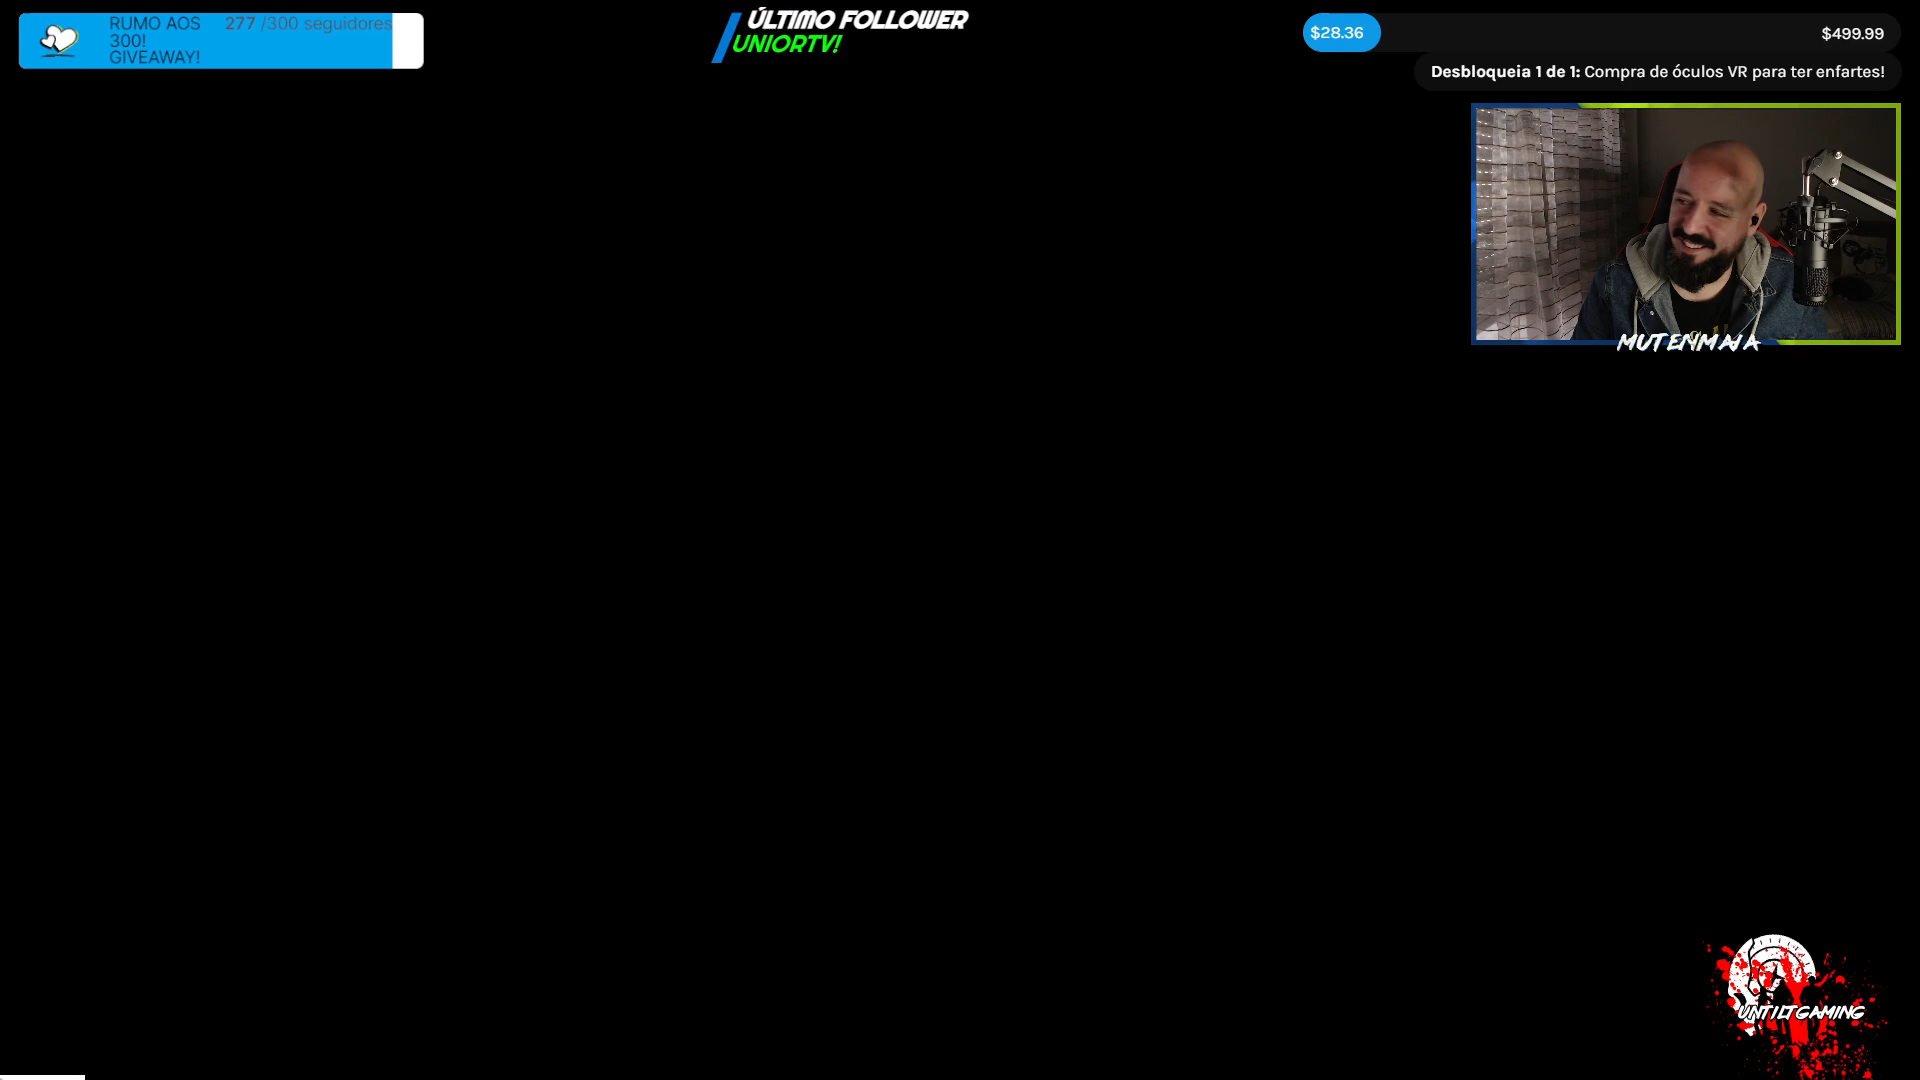 RUMO AOS
300!
GIVEAWAY!
277 /300 seguidores
ÚLTIMO FOLLOWER
UNIORTV!
$28.36
$499.99
Desbloqueia 1 de 1: Compra de óculos VR para ter enfartes!
MUTENMAIA
UNTILTGAMING